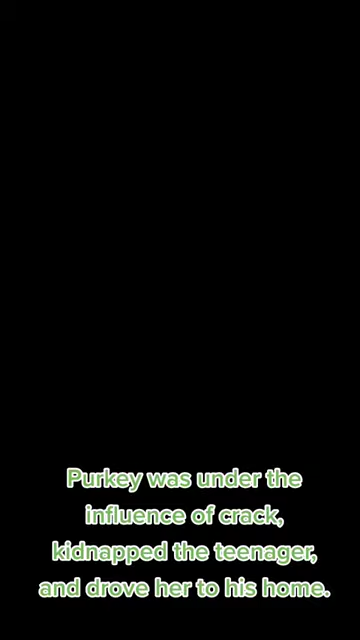 Purkey was under the
influence of crack,
kidnapped the teenager,
and drove her to his home.